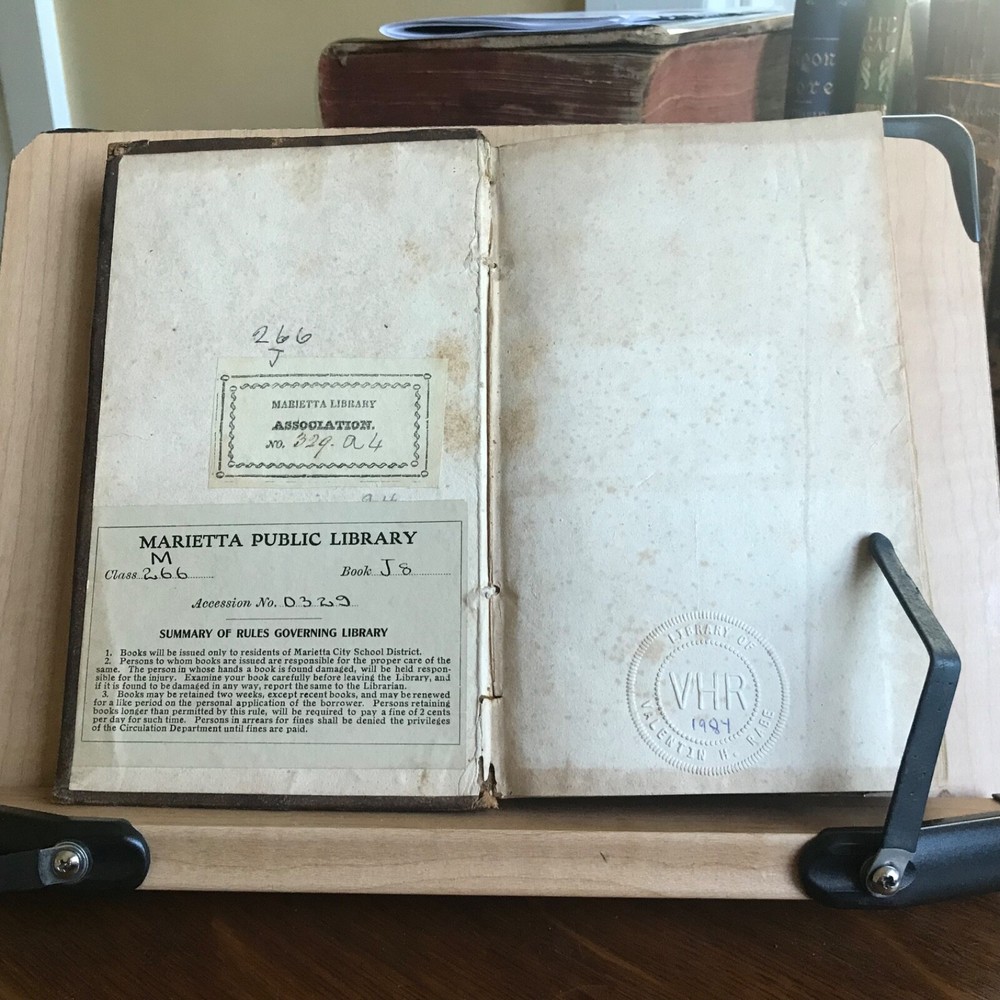 266
J
MARIETTA LIBRARY
ASSOCIATION.
NO. 329. a 4
MARIETTA PUBLIC LIBRARY
M
Class 266 Book J8
Accession No. 0329
SUMMARY OF RULES GOVERNING LIBRARY
1. Books will be issued only to residents of Marietta City School District.
2. Persons to whom books are issued are responsible for the proper care of the
same. The person in whose hands a book is found damaged, will be held respon-
sible for the injury. Examine your book carefully before leaving the Library, and
if it is found to be damaged in any way, report the same to the Librarian.
3. Books may be retained two weeks, except recent books, and may be renewed
for a like period on the personal application of the borrower. Persons retaining
books longer than permitted by this rule, will be required to pay a fine of 2 cents
per day for such time. Persons in arrears for fines shall be denied the privileges
of the Circulation Department until fines are paid.
LIBRARY OF
VHR
1984
VALENTIN H. RABE